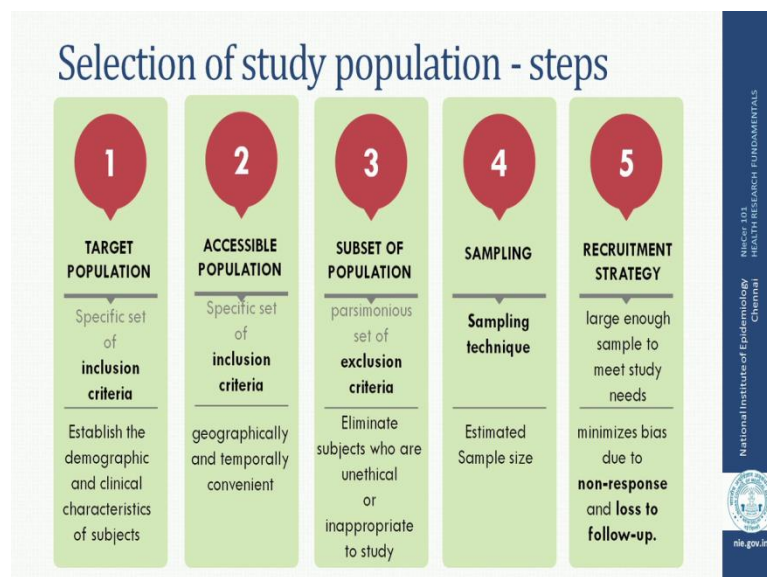 Selection of study population - steps
1
TARGET
POPULATION
Specific set
of
inclusion
criteria
Establish the
demographic
and clinical
characteristics
of subjects
2
ACCESSIBLE
POPULATION
Specific set
of
inclusion
criteria
geographically
and temporally
convenient
3
SUBSET OF
POPULATION
parsimonious
set of
exclusion
criteria
Eliminate
subjects who are
unethical
or
inappropriate
to study
4
SAMPLING
Sampling
technique
Estimated
Sample size
5
RECRUITMENT
STRATEGY
large enough
sample to
meet study
needs
minimizes bias
due to
non-response
and loss to
follow-up.
NIeCer 101
HEALTH RESEARCH FUNDAMENTALS
National Institute of Epidemiology
Chennai
nie.gov.in